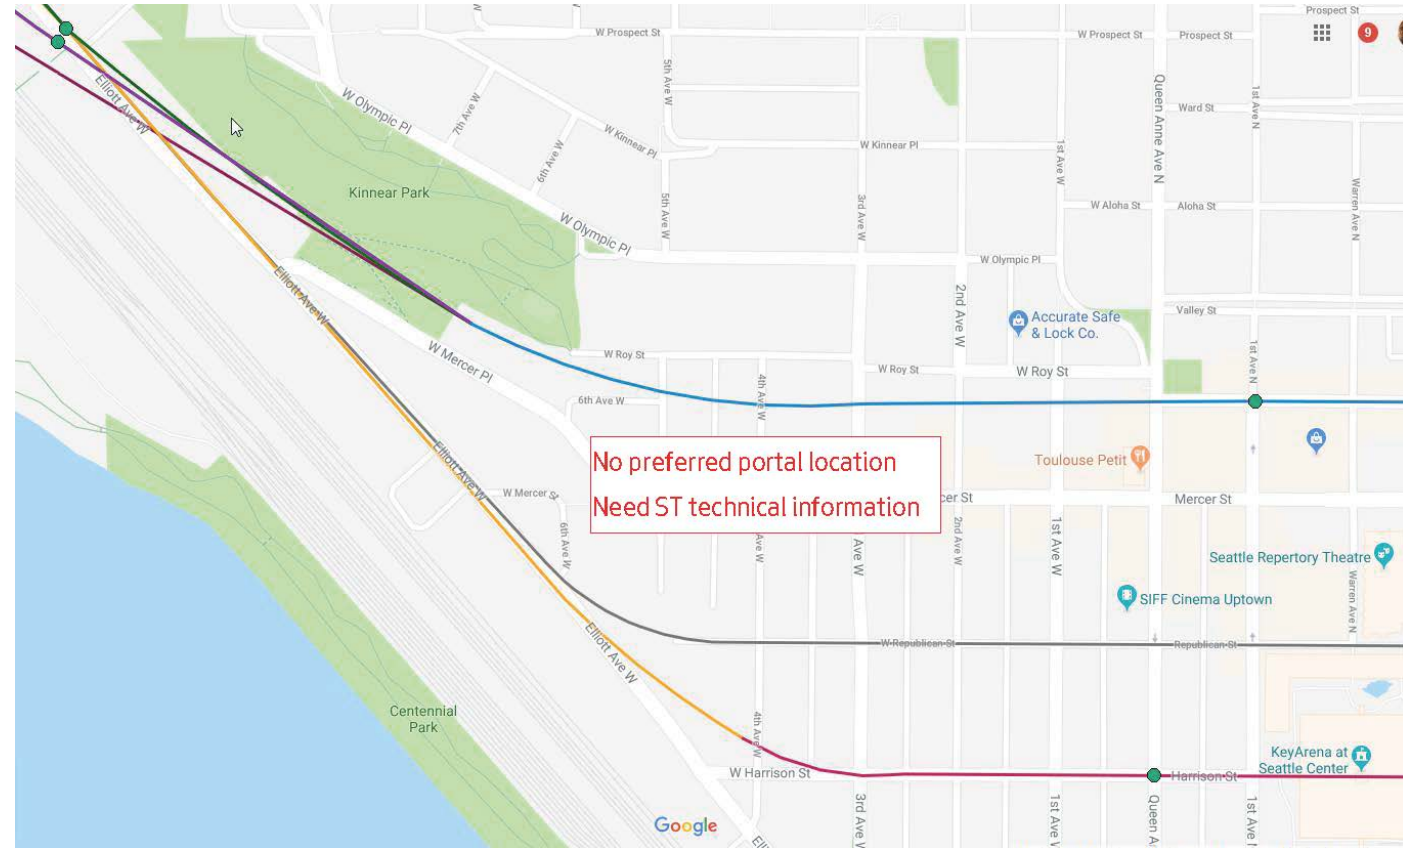 Prospect St
W Prospect St
W Prospect St
Prospect St
9
Elliott Ave W
W Olympic Pl
7th Ave W
5th Ave W
Queen Anne Ave N
1st Ave N
Ward St
W Kinnear Pl
W Kinnear Pl
1st Ave W
6th Ave W
Kinnear Park
5th Ave W
3rd Ave W
W Aloha St
Aloha St
Warren Ave N
W Olympic Pl
W Olympic Pl
Elliott Ave W
2nd Ave W
Accurate Safe
& Lock Co.
Valley St
W Mercer Pl
W Roy St
W Roy St
W Roy St
1st Ave N
4th Ave W
6th Ave W
No preferred portal location
Need ST technical information
Toulouse Petit
Elliott Ave W
W Mercer St
cer St
Mercer St
6th Ave W
Ave W
Ave W
2nd Ave W
1st Ave W
Seattle Repertory Theatre
SIFF Cinema Uptown
Warren Ave N
Elliott Ave W
W Republican St
Republican St
Centennial
Park
4th Ave W
KeyArena at
Seattle Center
W Harrison St
Harrison St
Google
3rd Ave W
1st Ave
Queen A
1st Ave